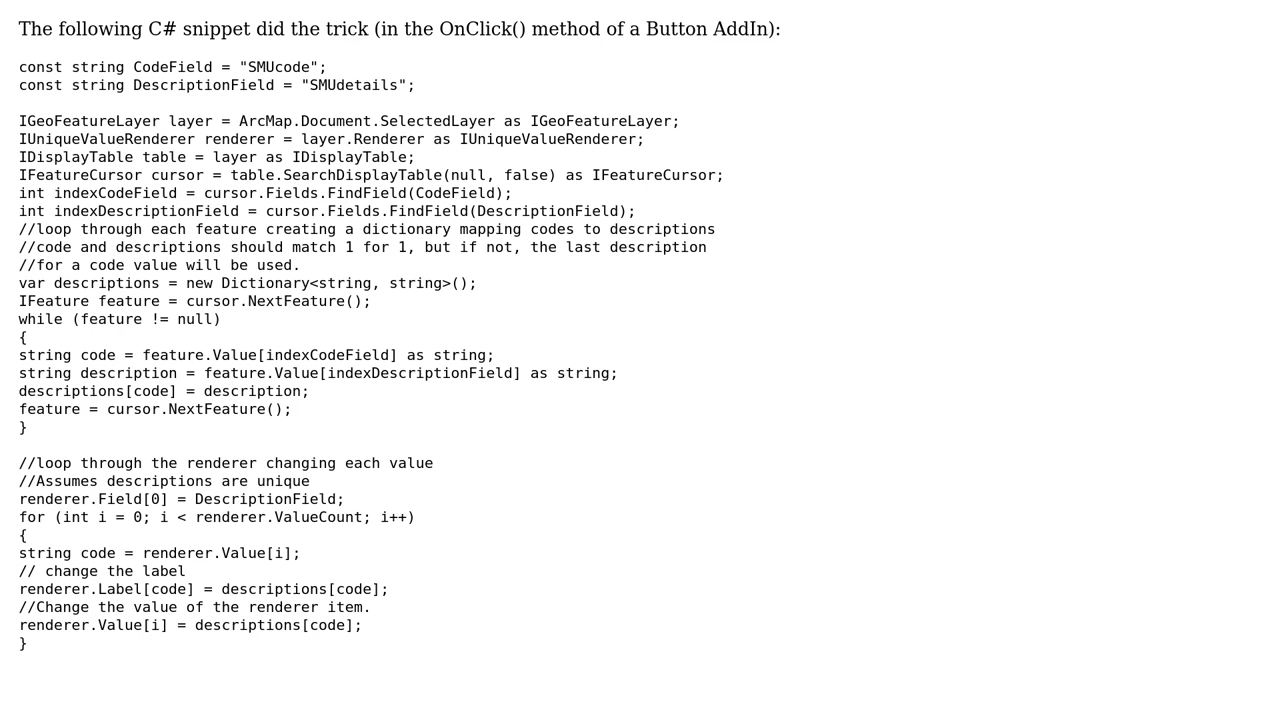 The following C# snippet did the trick (in the OnClick() method of a Button AddIn):
const string CodeField = "SMUcode";
const string DescriptionField = "SMUdetails";
IGeoFeatureLayer layer = ArcMap.Document.SelectedLayer as IGeoFeatureLayer;
IUniqueValueRenderer renderer = layer.Renderer as IUniqueValueRenderer;
IDisplayTable table = layer as IDisplayTable;
IFeatureCursor cursor = table.SearchDisplayTable(null, false) as IFeatureCursor;
int indexCodeField = cursor.Fields.FindField(CodeField);
int indexDescriptionField = cursor.Fields.FindField(DescriptionField);
//loop through each feature creating a dictionary mapping codes to descriptions
//code and descriptions should match 1 for 1, but if not, the last description
//for a code value will be used.
var descriptions = new Dictionary<string, string>();
IFeature feature = cursor.NextFeature();
while (feature != null)
{
string code = feature.Value[indexCodeField] as string;
string description = feature.Value[indexDescriptionField] as string;
descriptions[code] = description;
feature = cursor.NextFeature();
}
//loop through the renderer changing each value
//Assumes descriptions are unique
renderer.Field[0] = DescriptionField;
for (int i = 0; i < renderer.ValueCount; i++)
{
string code = renderer.Value[i];
// change the label
renderer.Label[code] = descriptions[code];
//Change the value of the renderer item.
renderer.Value[i] = descriptions[code];
}